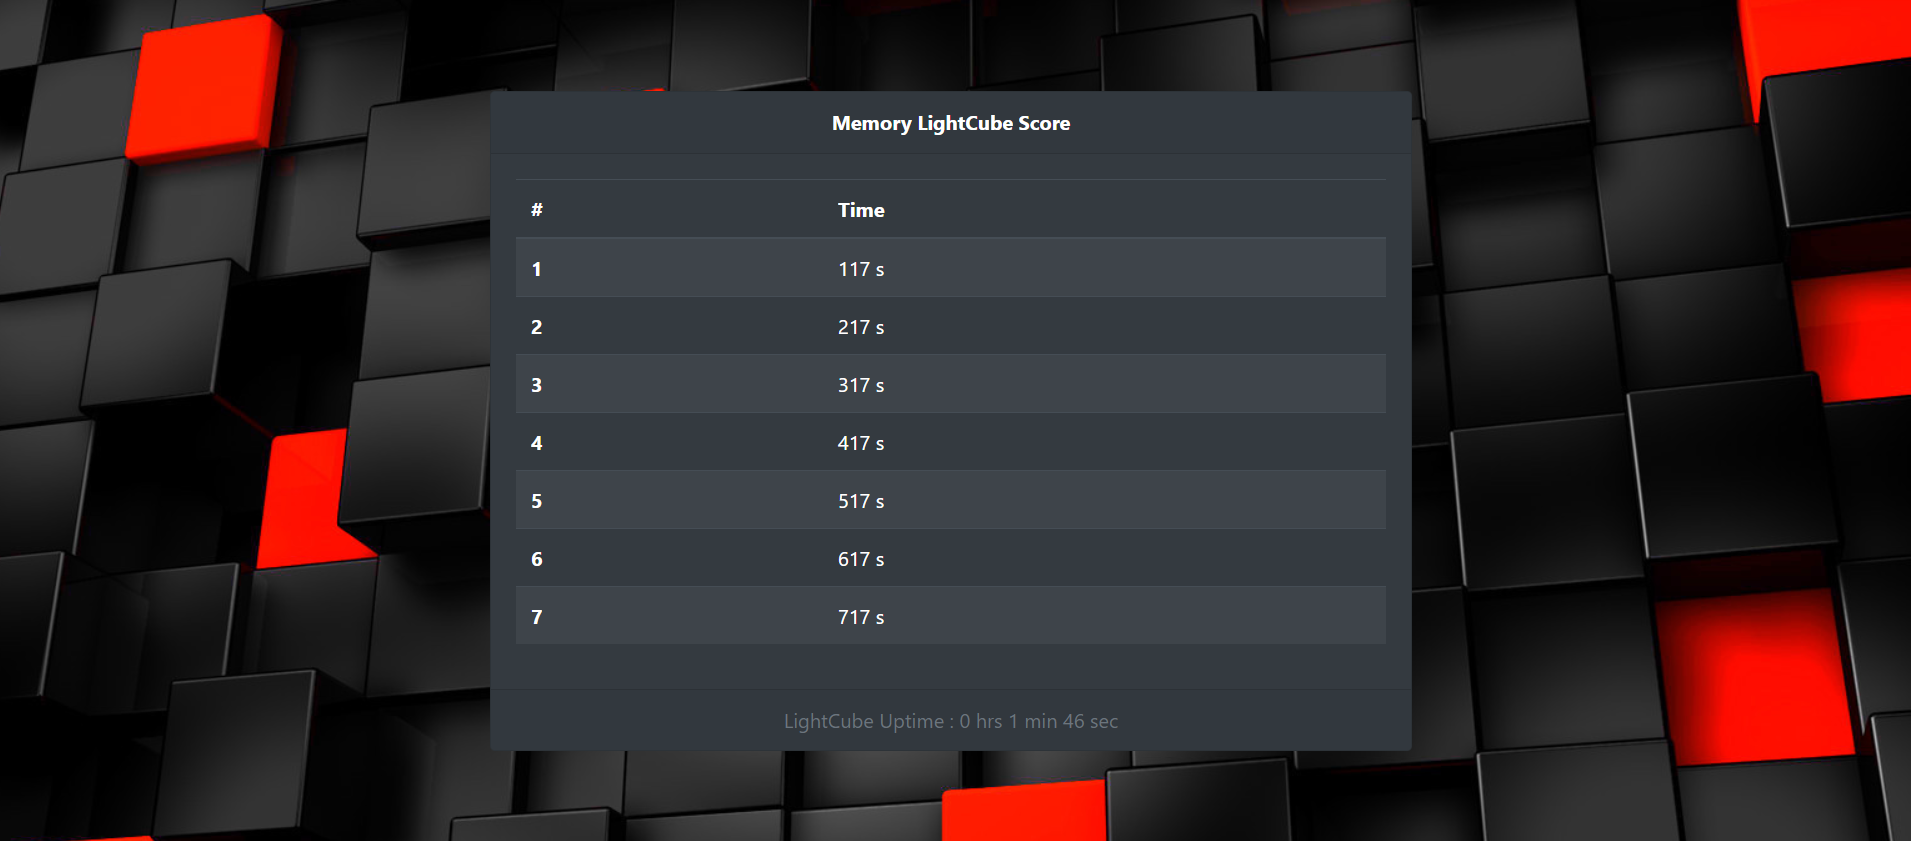 Memory LightCube Score
# Time
1 117 s
2 217 s
3 317 s
4 417 s
5 517 s
6 617 s
7 717 s
LightCube Uptime : 0 hrs 1 min 46 sec